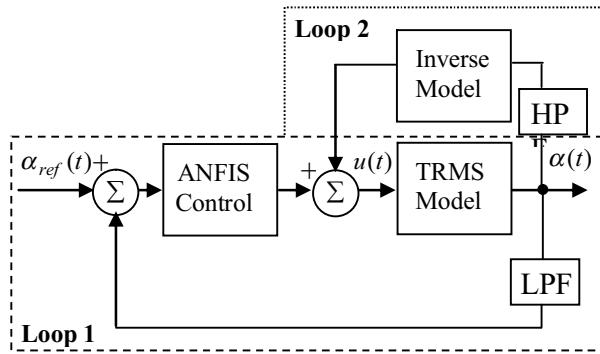 Loop 2
Inverse
Model
HP
F
α_ref (t)
+
Σ
ANFIS
Control
+
Σ
u(t)
TRMS
Model
α(t)
LPF
Loop 1